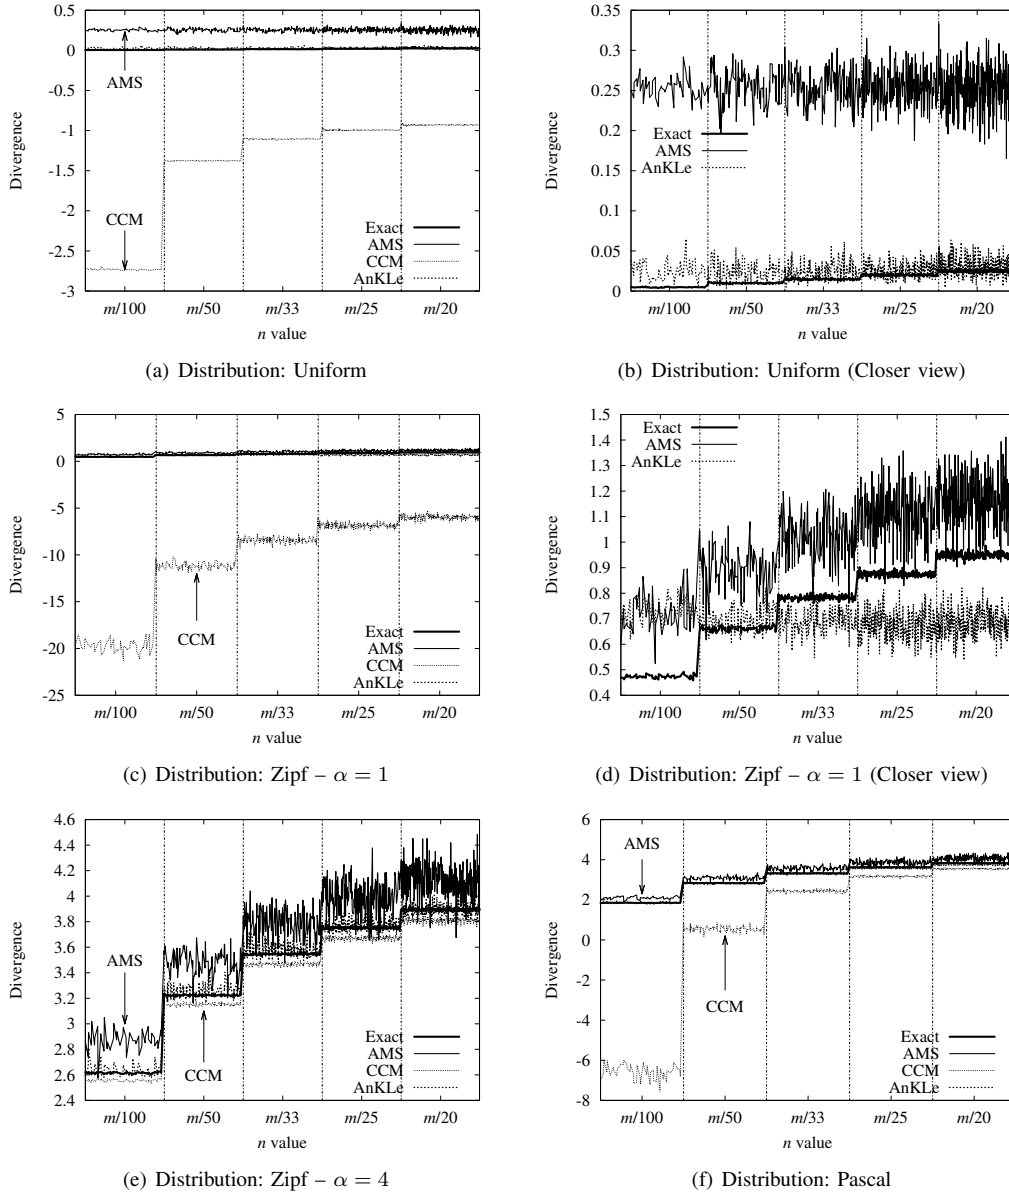 0.5
0
-0.5
-1
-1.5
-2
-2.5
-3
Divergence
AMS
CCM
Exact
AMS
CCM
AnKLe
m/100 m/50 m/33 m/25 m/20
n value
(a) Distribution: Uniform
0.35
0.3
0.25
0.2
0.15
0.1
0.05
0
Divergence
Exact
AMS
AnKLe
m/100 m/50 m/33 m/25 m/20
n value
(b) Distribution: Uniform (Closer view)
5
0
-5
-10
-15
-20
-25
Divergence
CCM
Exact
AMS
CCM
AnKLe
m/100 m/50 m/33 m/25 m/20
n value
(c) Distribution: Zipf – α = 1
1.5
1.4
1.3
1.2
1.1
1
0.9
0.8
0.7
0.6
0.5
0.4
Divergence
Exact
AMS
AnKLe
m/100 m/50 m/33 m/25 m/20
n value
(d) Distribution: Zipf – α = 1 (Closer view)
4.6
4.4
4.2
4
3.8
3.6
3.4
3.2
3
2.8
2.6
2.4
Divergence
AMS
CCM
Exact
AMS
CCM
AnKLe
m/100 m/50 m/33 m/25 m/20
n value
(e) Distribution: Zipf – α = 4
6
4
2
0
-2
-4
-6
-8
Divergence
AMS
CCM
Exact
AMS
CCM
AnKLe
m/100 m/50 m/33 m/25 m/20
n value
(f) Distribution: Pascal